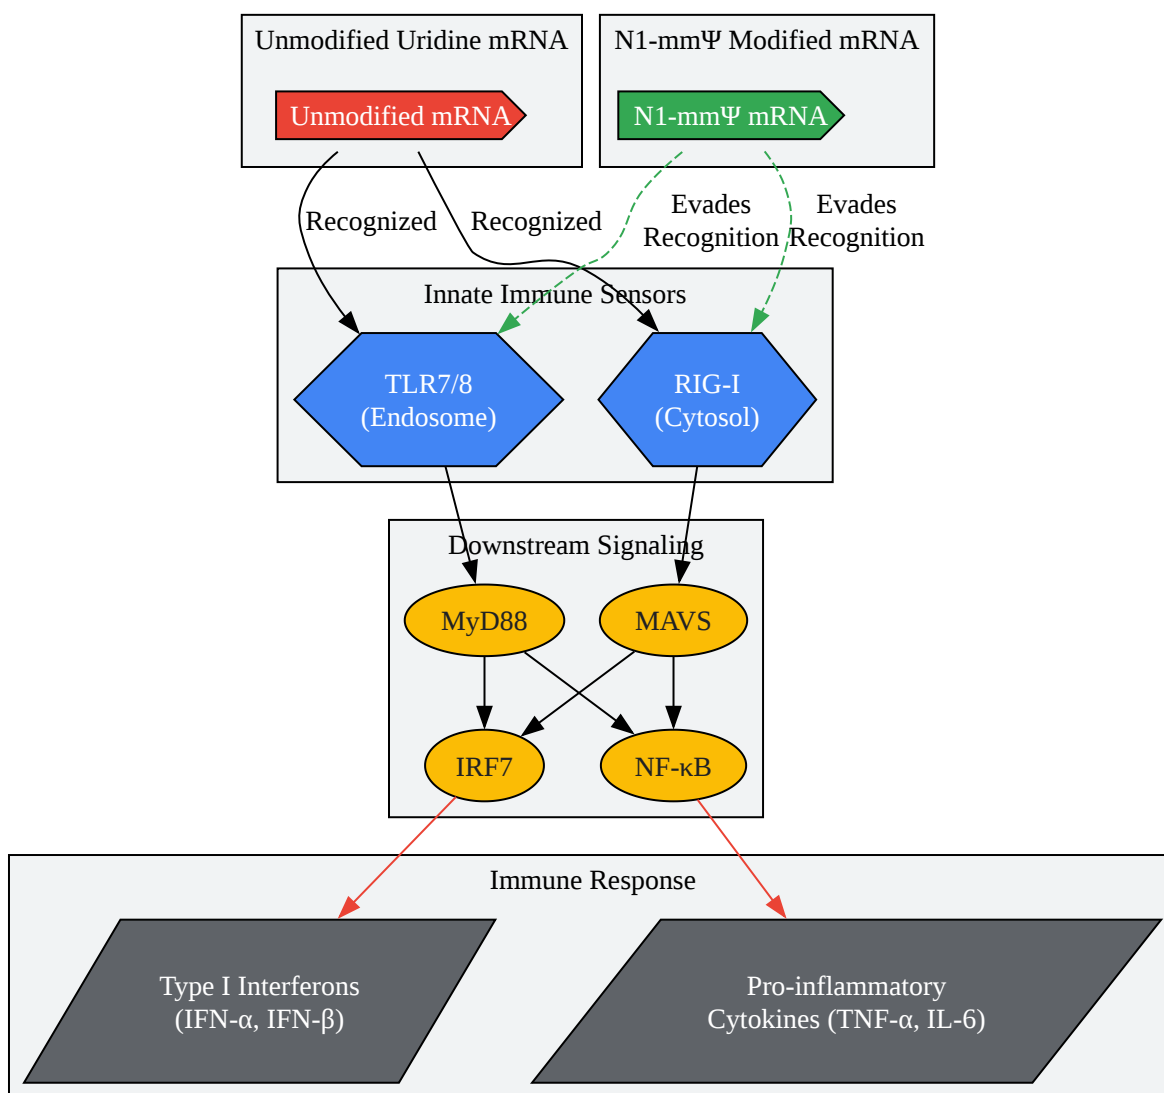 Unmodified Uridine mRNA
N1-mmΨ Modified mRNA
Unmodified mRNA
N1-mmΨ mRNA
Recognized
Recognized
Evades
Recognition
Evades
Recognition
Innate Immune Sensors
TLR7/8
(Endosome)
RIG-I
(Cytosol)
Downstream Signaling
MyD88
MAVS
IRF7
NF-κB
Immune Response
Type I Interferons
(IFN-α, IFN-β)
Pro-inflammatory
Cytokines (TNF-α, IL-6)